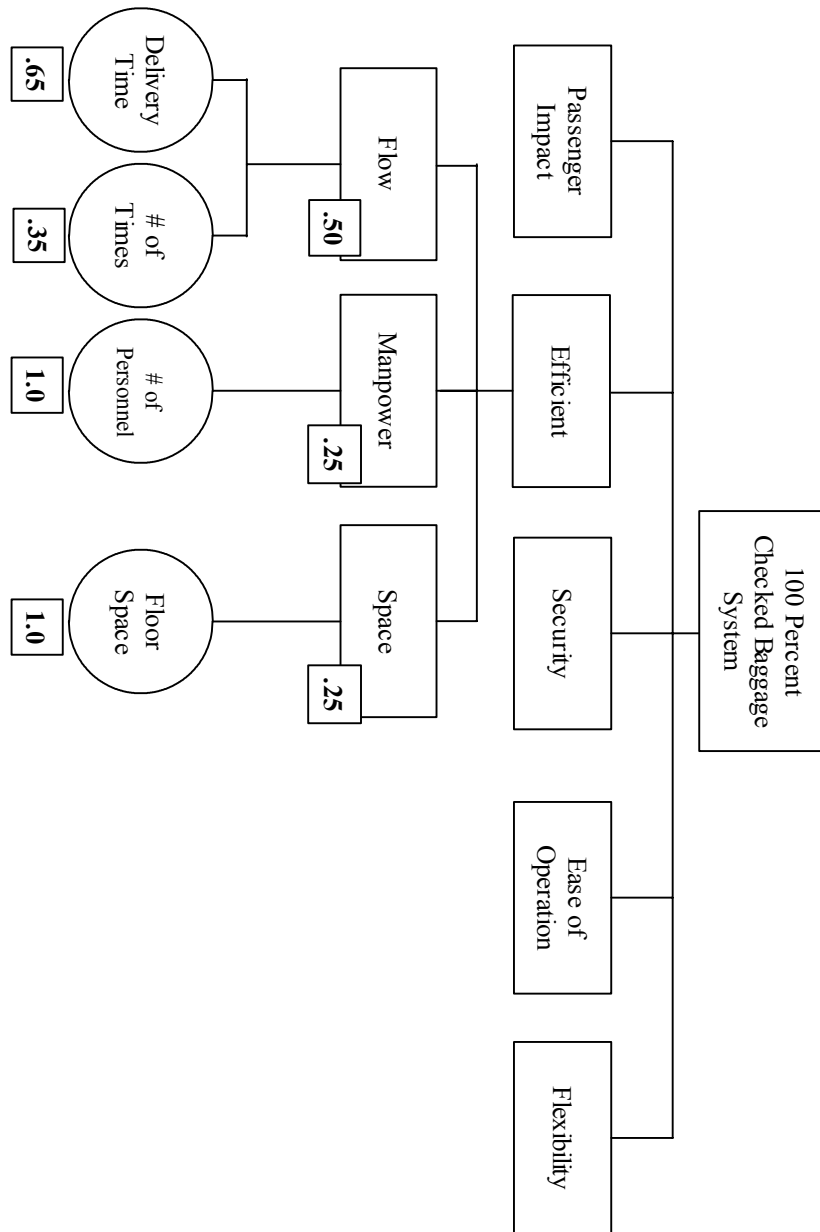 100 Percent
Checked Baggage
System
Passenger
Impact
Efficient
Security
Ease of
Operation
Flexibility
Flow
.50
Manpower
.25
Space
.25
Delivery
Time
.65
# of
Times
.35
# of
Personnel
1.0
Floor
Space
1.0